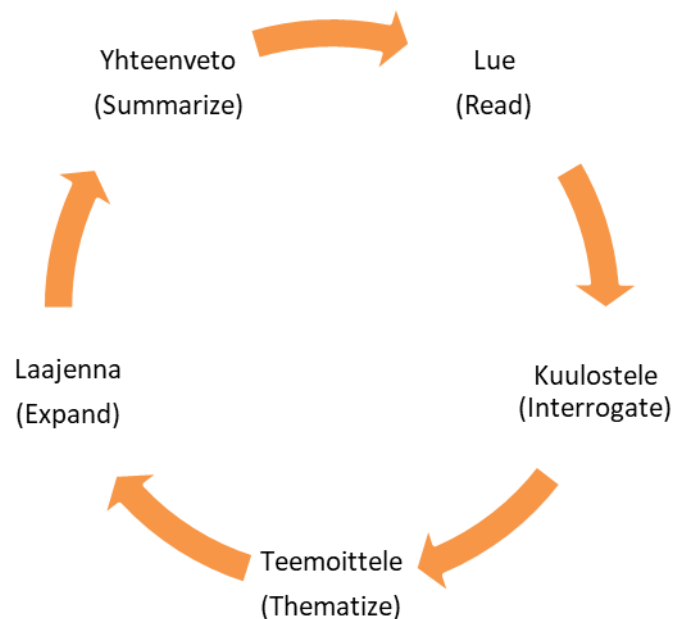 Yhteenveto
(Summarize)
Lue
(Read)
Kuulostele
(Interrogate)
Teemoittele
(Thematize)
Laajenna
(Expand)